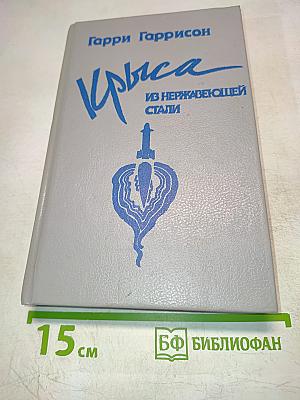 Гарри Гаррисон
Крыса
ИЗ НЕРЖАВЕЮЩЕЙ
СТАЛИ
15 см
БФ БИБЛИОФАН